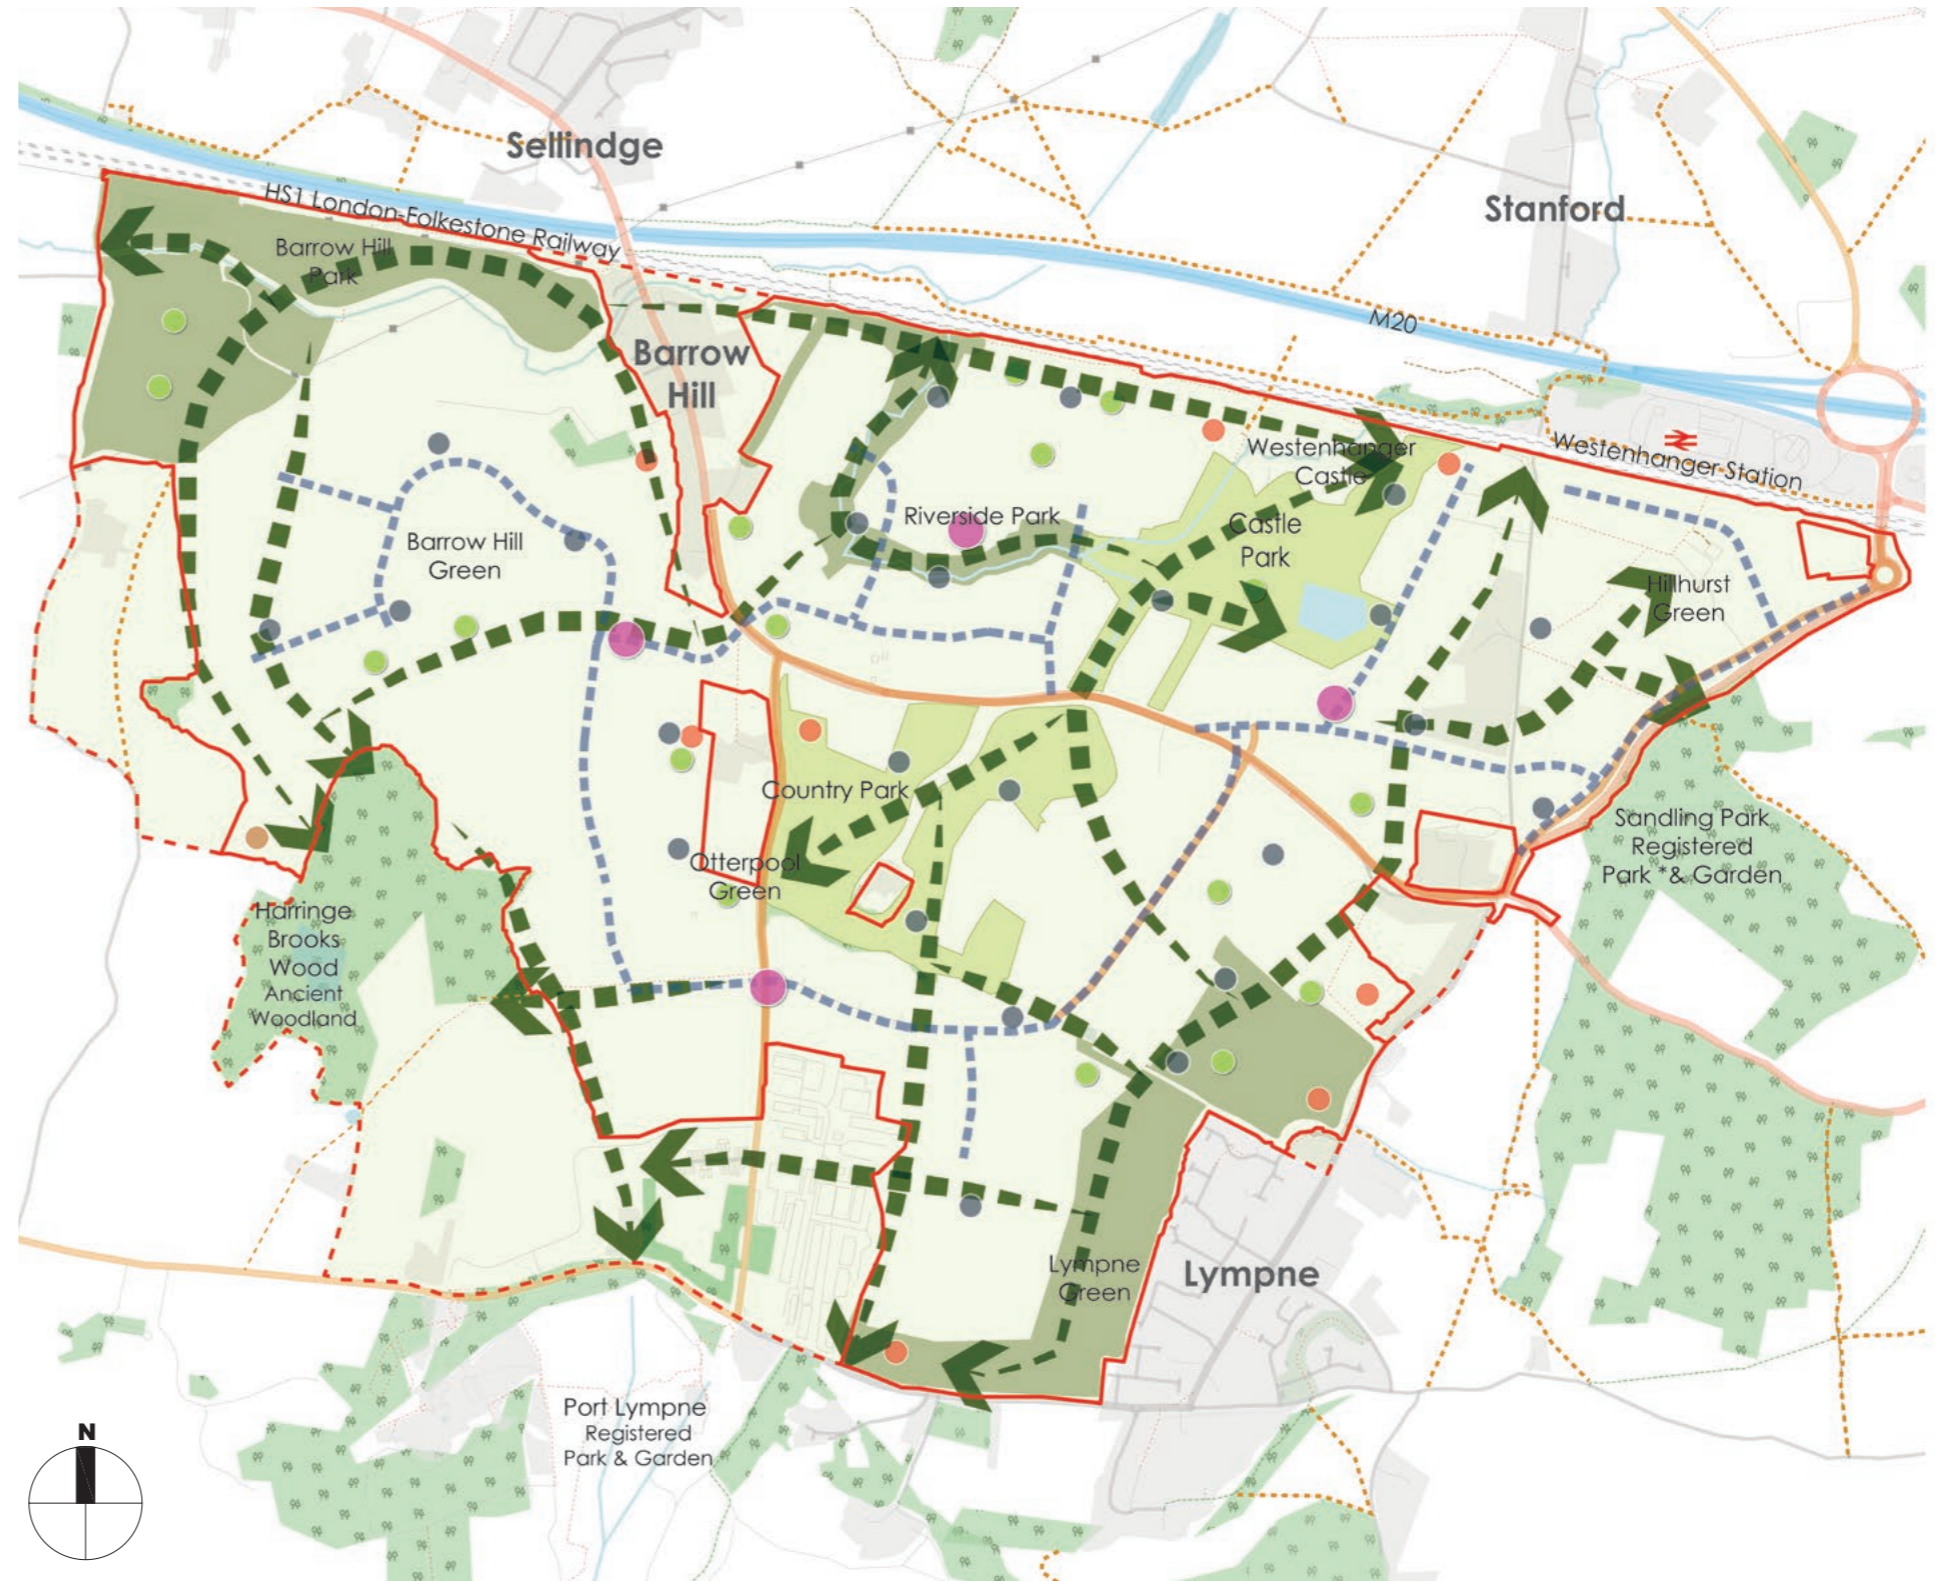 Sellindge
Stanford
HS1 London-Folkestone Railway
Barrow Hill
Park
M20
Barrow
Hill
Westenhanger
Castle
Westenhanger Station
Riverside Park
Castle
Park
Barrow Hill
Green
Hillhurst
Green
Country Park
Otterpool
Green
Sandling Park
Registered
Park *& Garden
Harringe
Brooks
Wood
Ancient
Woodland
Lympne
Green
Lympne
Port Lympne
Registered
Park & Garden
N